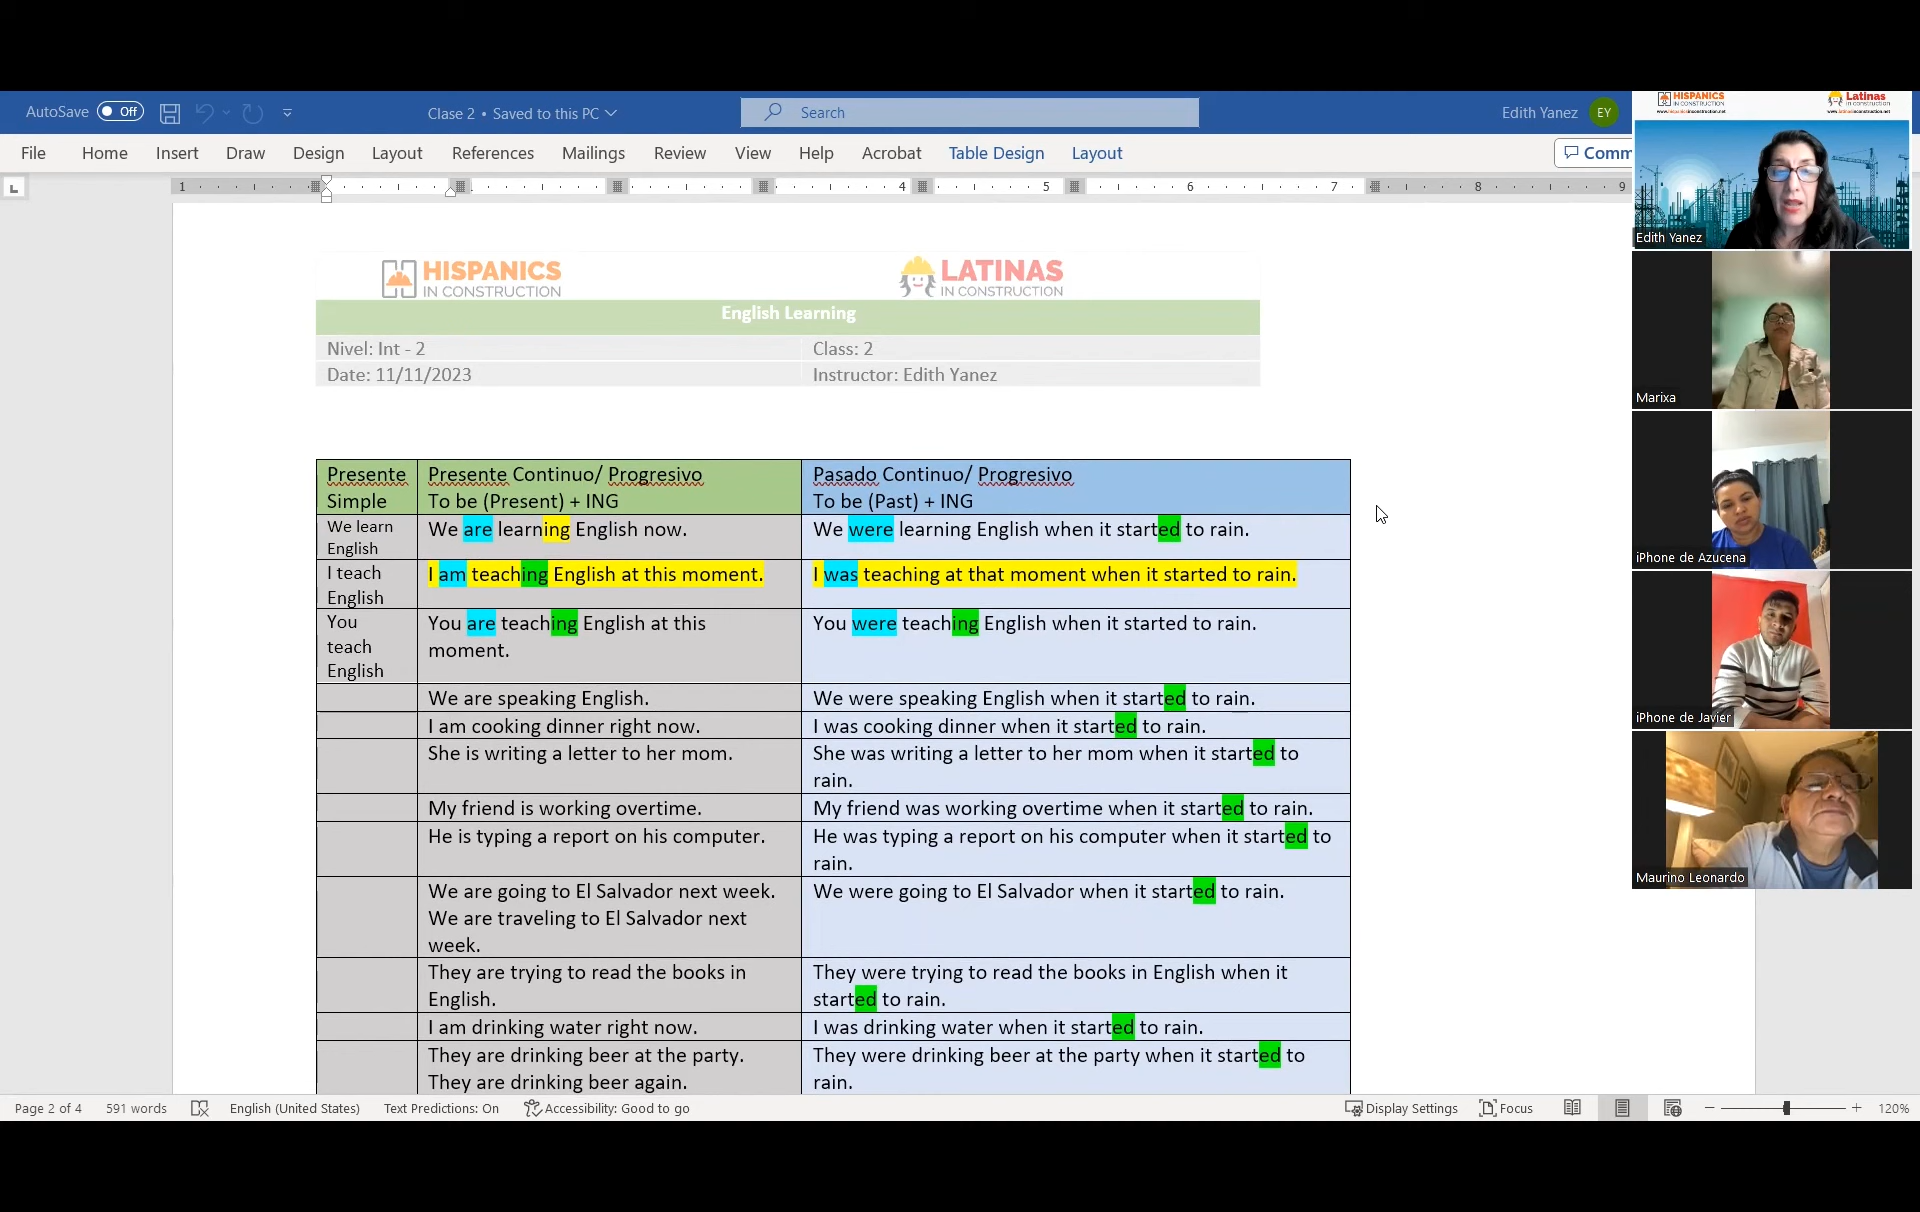 AutoSave Off Clase 2 • Saved to this PC Search Edith Yanez EY
File Home Insert Draw Design Layout References Mailings Review View Help Acrobat Table Design Layout Comm
1 4 5 6 7 8 9
HISPANICS IN CONSTRUCTION
LATINAS IN CONSTRUCTION
English Learning
Nivel: Int - 2 Class: 2
Date: 11/11/2023 Instructor: Edith Yanez
Presente Simple
Presente Continuo/ Progresivo
To be (Present) + ING
Pasado Continuo/ Progresivo
To be (Past) + ING
We learn English
We are learning English now.
We were learning English when it started to rain.
I teach English
I am teaching English at this moment.
I was teaching at that moment when it started to rain.
You teach English
You are teaching English at this
moment.
You were teaching English when it started to rain.
We are speaking English.
We were speaking English when it started to rain.
I am cooking dinner right now.
I was cooking dinner when it started to rain.
She is writing a letter to her mom.
She was writing a letter to her mom when it started to
rain.
My friend is working overtime.
My friend was working overtime when it started to rain.
He is typing a report on his computer.
He was typing a report on his computer when it started to
rain.
We are going to El Salvador next week.
We are traveling to El Salvador next
week.
We were going to El Salvador when it started to rain.
They are trying to read the books in
English.
They were trying to read the books in English when it
started to rain.
I am drinking water right now.
I was drinking water when it started to rain.
They are drinking beer at the party.
They are drinking beer again.
They were drinking beer at the party when it started to
rain.
Page 2 of 4 591 words English (United States) Text Predictions: On Accessibility: Good to go Display Settings Focus 120%
HISPANICS IN CONSTRUCTION
Latinas in construction
Edith Yanez
Marixa
iPhone de Azucena
iPhone de Javier
Maurino Leonardo